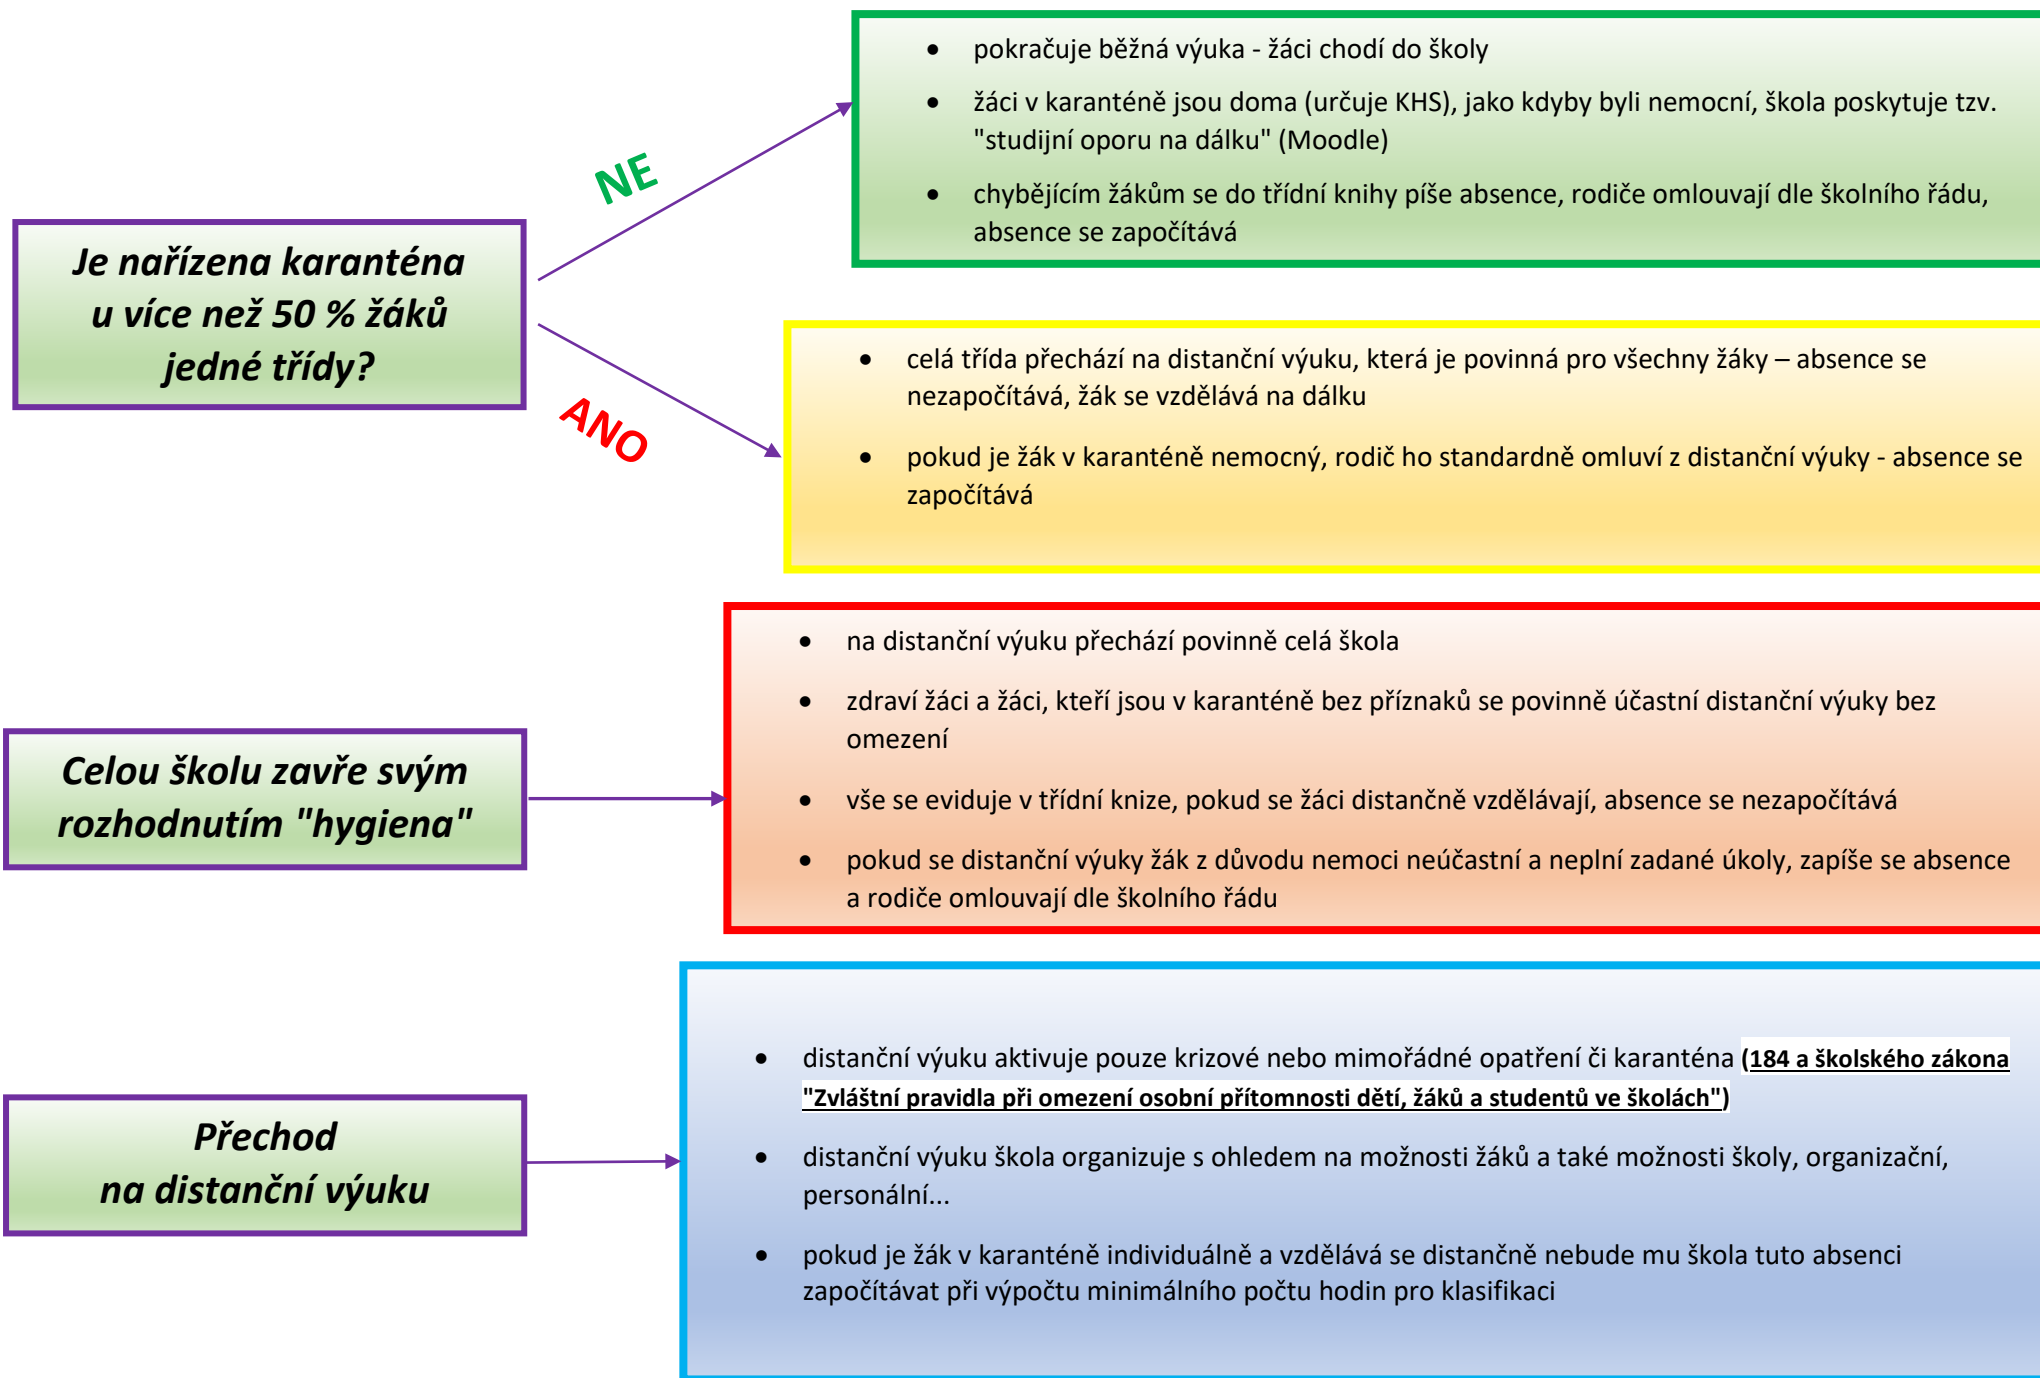 Je nařízena karanténa
u více než 50 % žáků
jedné třídy?
NE
• pokračuje běžná výuka - žáci chodí do školy
• žáci v karanténě jsou doma (určuje KHS), jako kdyby byli nemocní, škola poskytuje tzv.
"studijní oporu na dálku" (Moodle)
• chybějícím žákům se do třídní knihy píše absence, rodiče omlouvají dle školního řádu,
absence se započítává
ANO
• celá třída přechází na distanční výuku, která je povinná pro všechny žáky – absence se
nezapočítává, žák se vzdělává na dálku
• pokud je žák v karanténě nemocný, rodič ho standardně omluví z distanční výuky - absence se
započítává
Celou školu zavře svým
rozhodnutím "hygiena"
• na distanční výuku přechází povinně celá škola
• zdraví žáci a žáci, kteří jsou v karanténě bez příznaků se povinně účastní distanční výuky bez
omezení
• vše se eviduje v třídní knize, pokud se žáci distančně vzdělávají, absence se nezapočítává
• pokud se distanční výuky žák z důvodu nemoci neúčastní a neplní zadané úkoly, zapíše se absence
a rodiče omlouvají dle školního řádu
Přechod
na distanční výuku
• distanční výuku aktivuje pouze krizové nebo mimořádné opatření či karanténa (184 a školského zákona
"Zvláštní pravidla při omezení osobní přítomnosti dětí, žáků a studentů ve školách")
• distanční výuku škola organizuje s ohledem na možnosti žáků a také možnosti školy, organizační,
personální...
• pokud je žák v karanténě individuálně a vzdělává se distančně nebude mu škola tuto absenci
započítávat při výpočtu minimálního počtu hodin pro klasifikaci